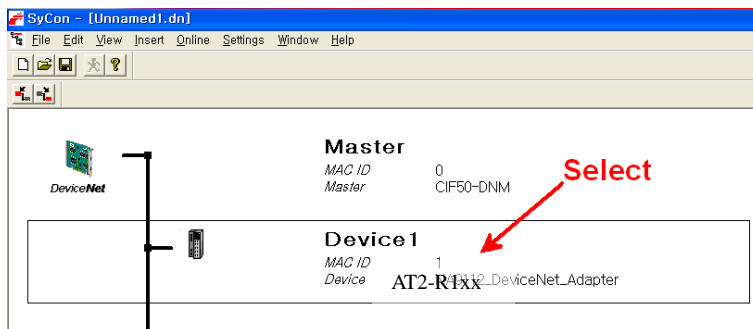 SyCon - [Unnamed1.dn]
File Edit View Insert Online Settings Window Help
Master
MAC ID 0
Master CIF50-DNM
DeviceNet
Select
Device1
MAC ID 1
Device AT2-R1xx 9112_DeviceNet_Adapter